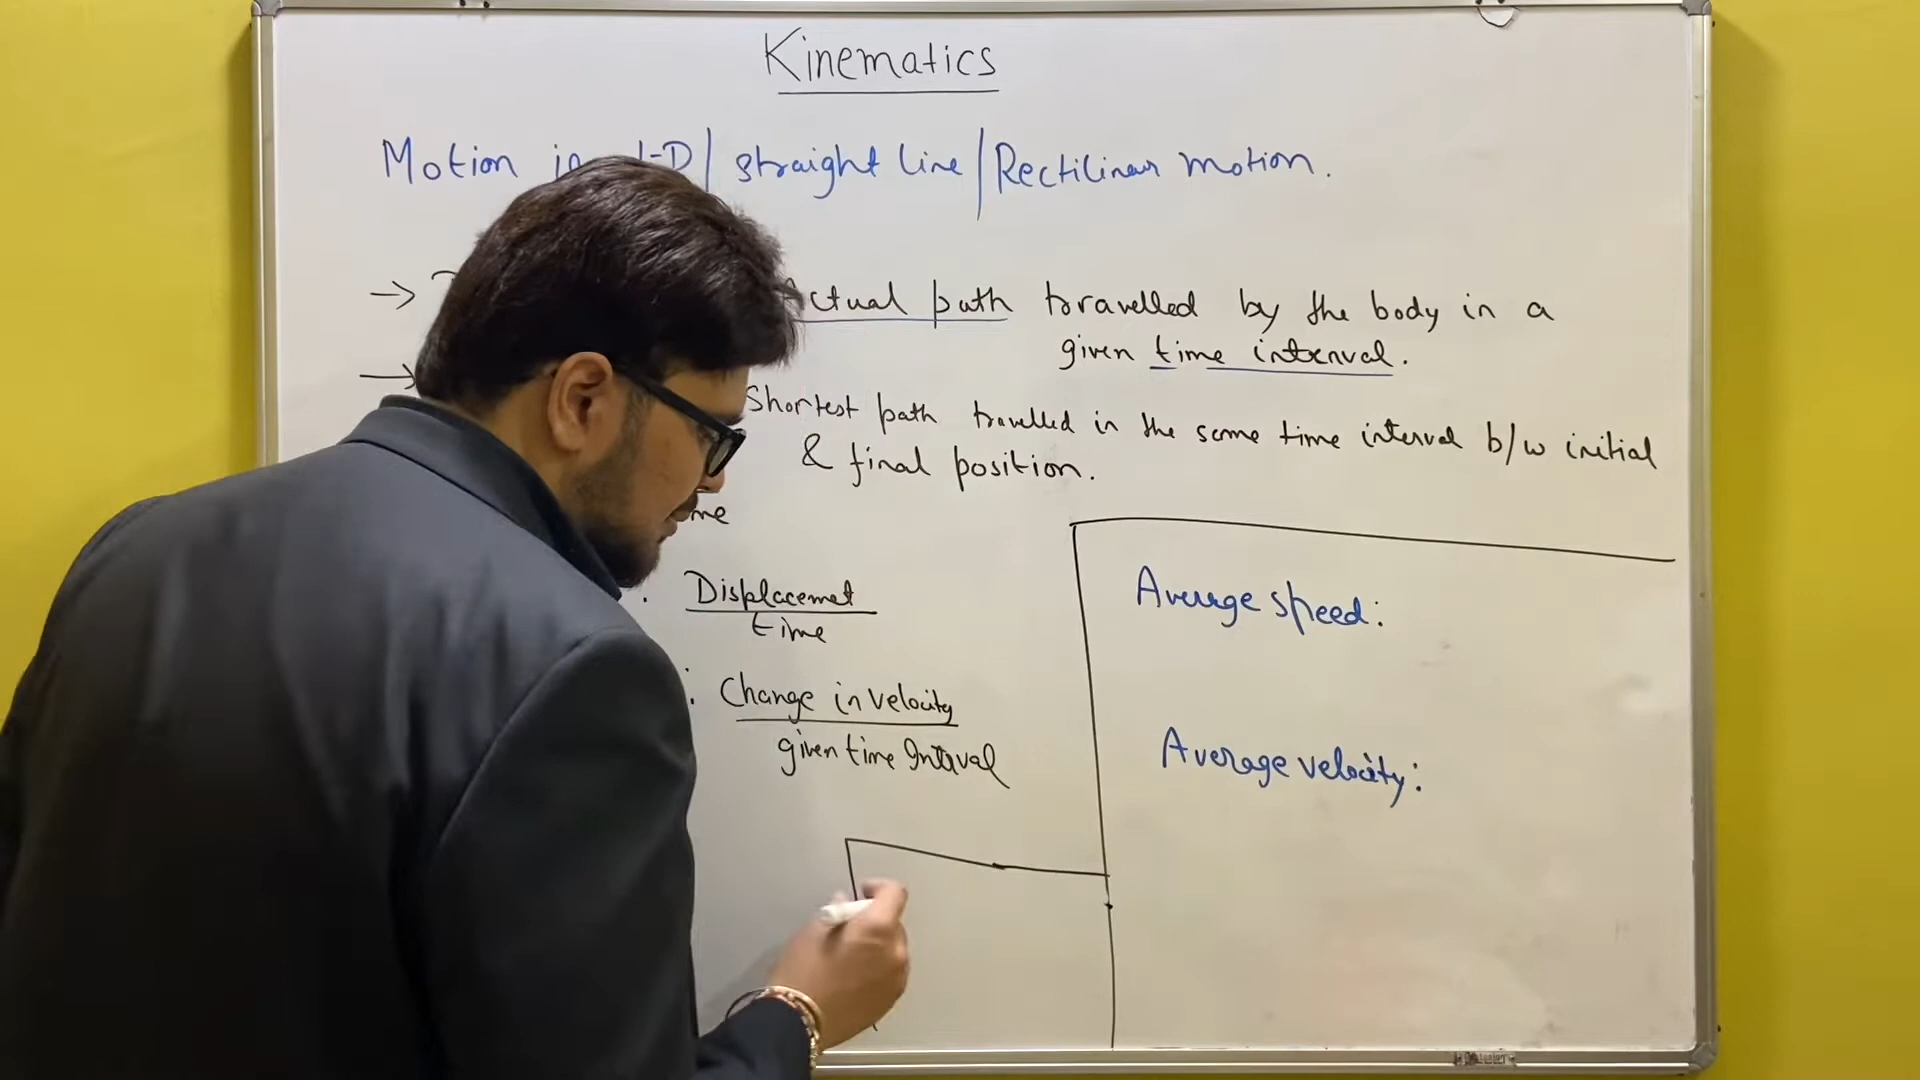 Kinematics
Motion in 1-D / straight line / Rectilinear motion.
→ Actual path travelled by the body in a
given time interval.
→ Shortest path travelled in the same time interval b/w initial
& final position.
Displacemet
time
Change in velocity
given time Interval
Average speed:
Average velocity: